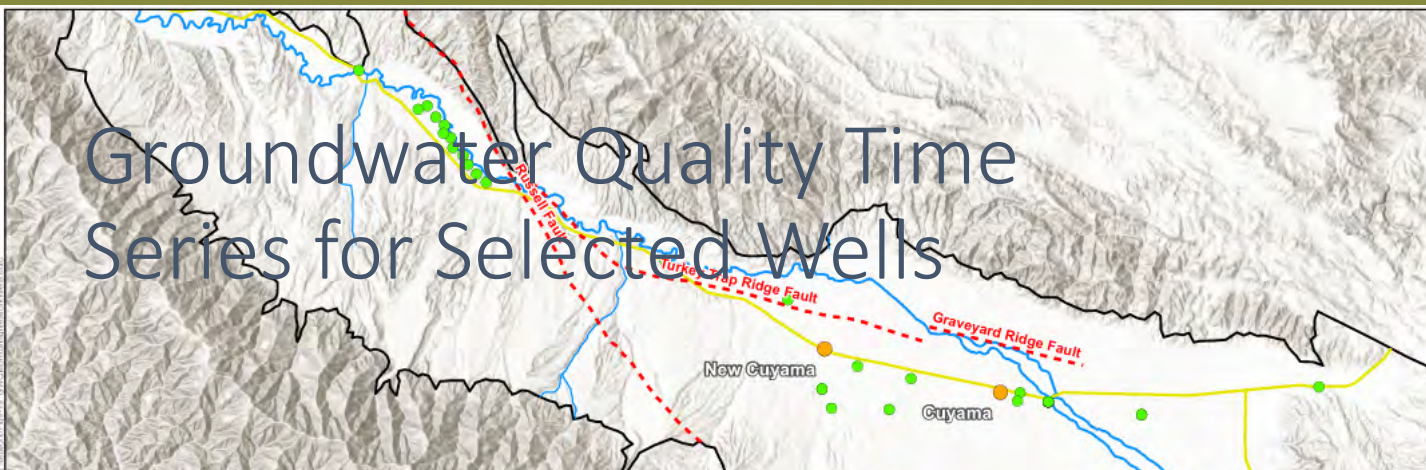 Groundwater Quality Time
Series for Selected Wells
Russell Fault
Turkey Trap Ridge Fault
Graveyard Ridge Fault
New Cuyama
Cuyama